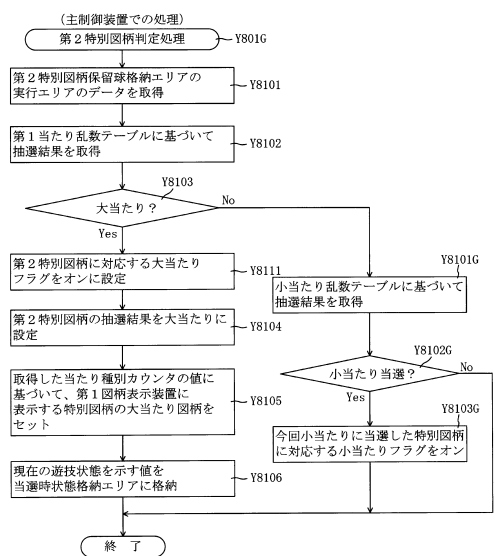 （主制御装置での処理）
第２特別図柄判定処理
Y801G
第２特別図柄保留球格納エリアの
実行エリアのデータを取得
Y8101
第１当たり乱数テーブルに基づいて
抽選結果を取得
Y8102
大当たり？
Y8103
No
Yes
第２特別図柄に対応する大当たり
フラグをオンに設定
Y8111
第２特別図柄の抽選結果を大当たりに
設定
Y8104
取得した当たり種別カウンタの値に
基づいて、第１図柄表示装置に
表示する特別図柄の大当たり図柄を
セット
Y8105
現在の遊技状態を示す値を
当選時状態格納エリアに格納
Y8106
小当たり乱数テーブルに基づいて
抽選結果を取得
Y8101G
小当たり当選？
Y8102G
No
Yes
今回小当たりに当選した特別図柄
に対応する小当たりフラグをオン
Y8103G
終　了